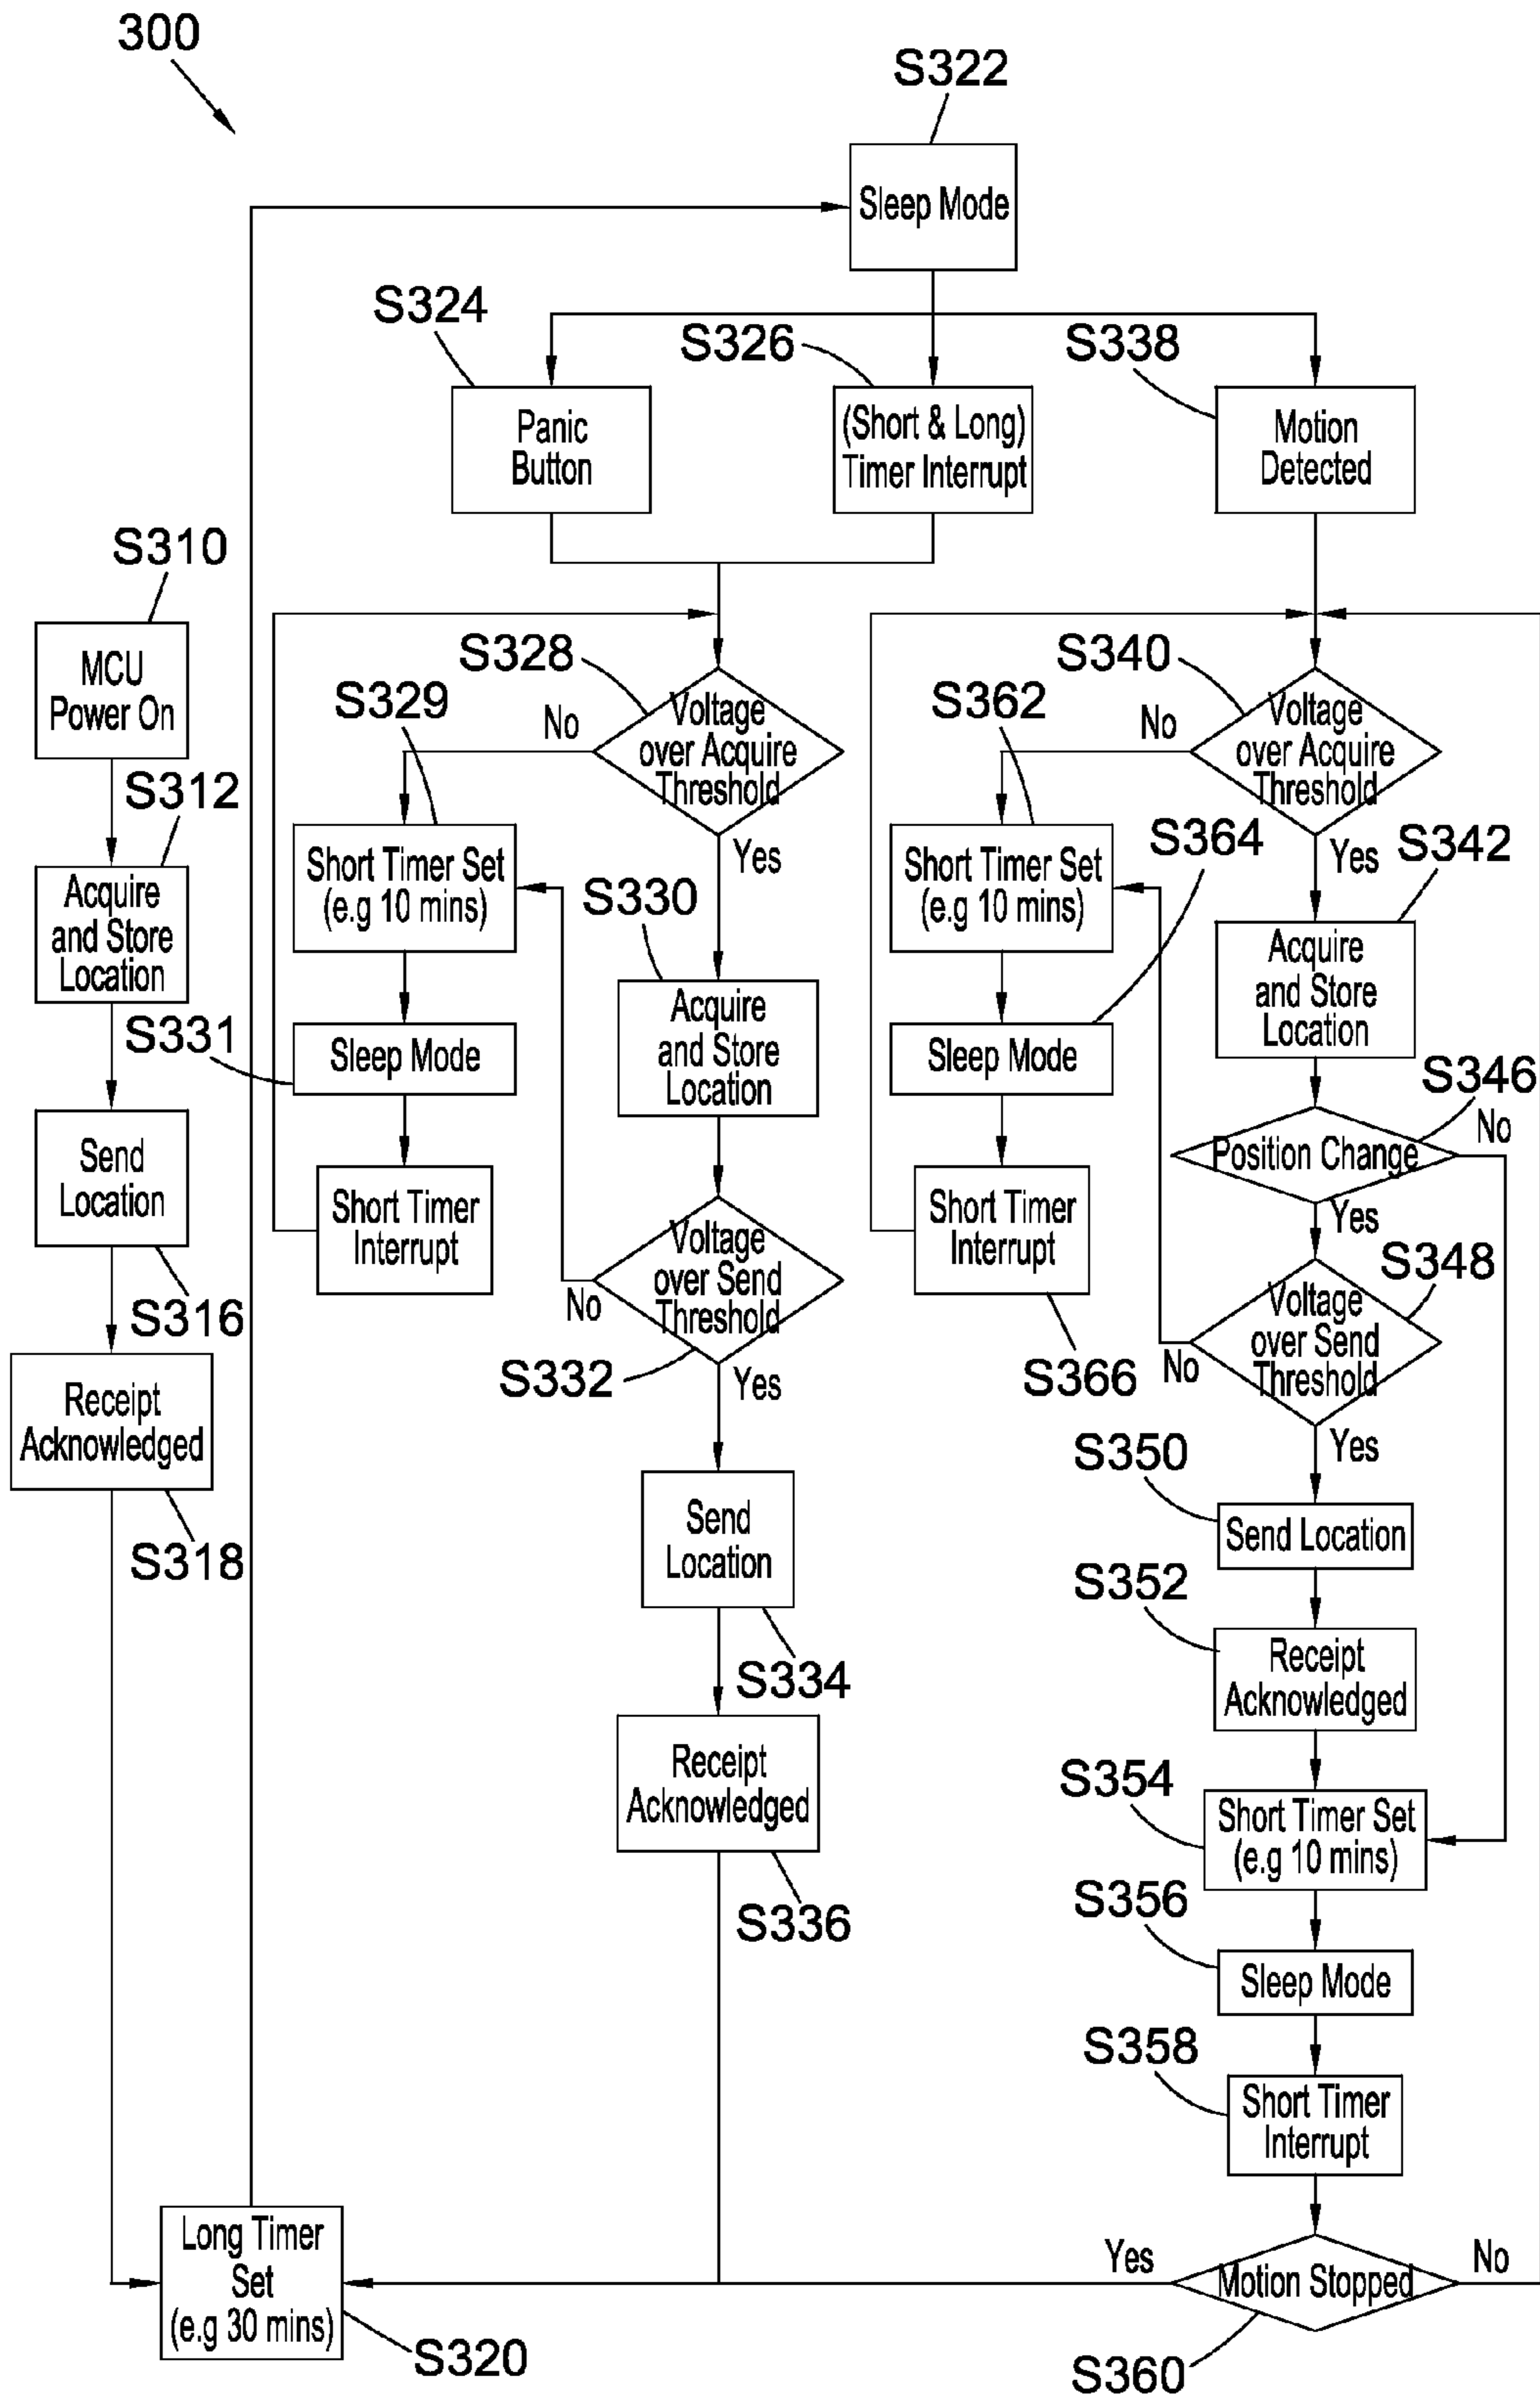 300
S322
Sleep Mode
S324
S326
S338
Panic
Button
(Short & Long)
Timer Interrupt
Motion
Detected
S310
MCU
Power On
S328
S329
No
Voltage
over Acquire
Threshold
Yes
S340
S362
No
Voltage
over Acquire
Threshold
Yes
S312
Acquire
and Store
Location
Short Timer Set
(e.g 10 mins)
S330
Short Timer Set
(e.g 10 mins)
S364
S342
Acquire
and Store
Location
S331
Sleep Mode
Acquire
and Store
Location
Sleep Mode
S346
No
Position Change
Yes
Send
Location
S316
Short Timer
Interrupt
Voltage
over Send
Threshold
No
S332
Yes
Short Timer
Interrupt
S366
S348
Voltage
over Send
Threshold
No
Yes
Receipt
Acknowledged
S318
Send
Location
S334
S350
Send Location
S352
Receipt
Acknowledged
Receipt
Acknowledged
S336
S354
Short Timer Set
(e.g 10 mins)
S356
Sleep Mode
S358
Short Timer
Interrupt
Long Timer
Set
(e.g 30 mins)
S320
Yes
Motion Stopped
No
S360